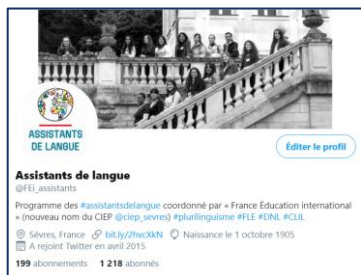 ASSISTANTS
DE LANGUE
Éditer le profil
Assistants de langue
@FEi_assistants
Programme des #assistantsdelangue coordonné par « France Éducation international
» (nouveau nom du CIEP @ciep_sevres) #plurilinguisme #FLE #DNL #CLIL
Sèvres, France bit.ly/2hvcXkN Naissance le 1 octobre 1905
A rejoint Twitter en avril 2015
199 abonnements 1 218 abonnés